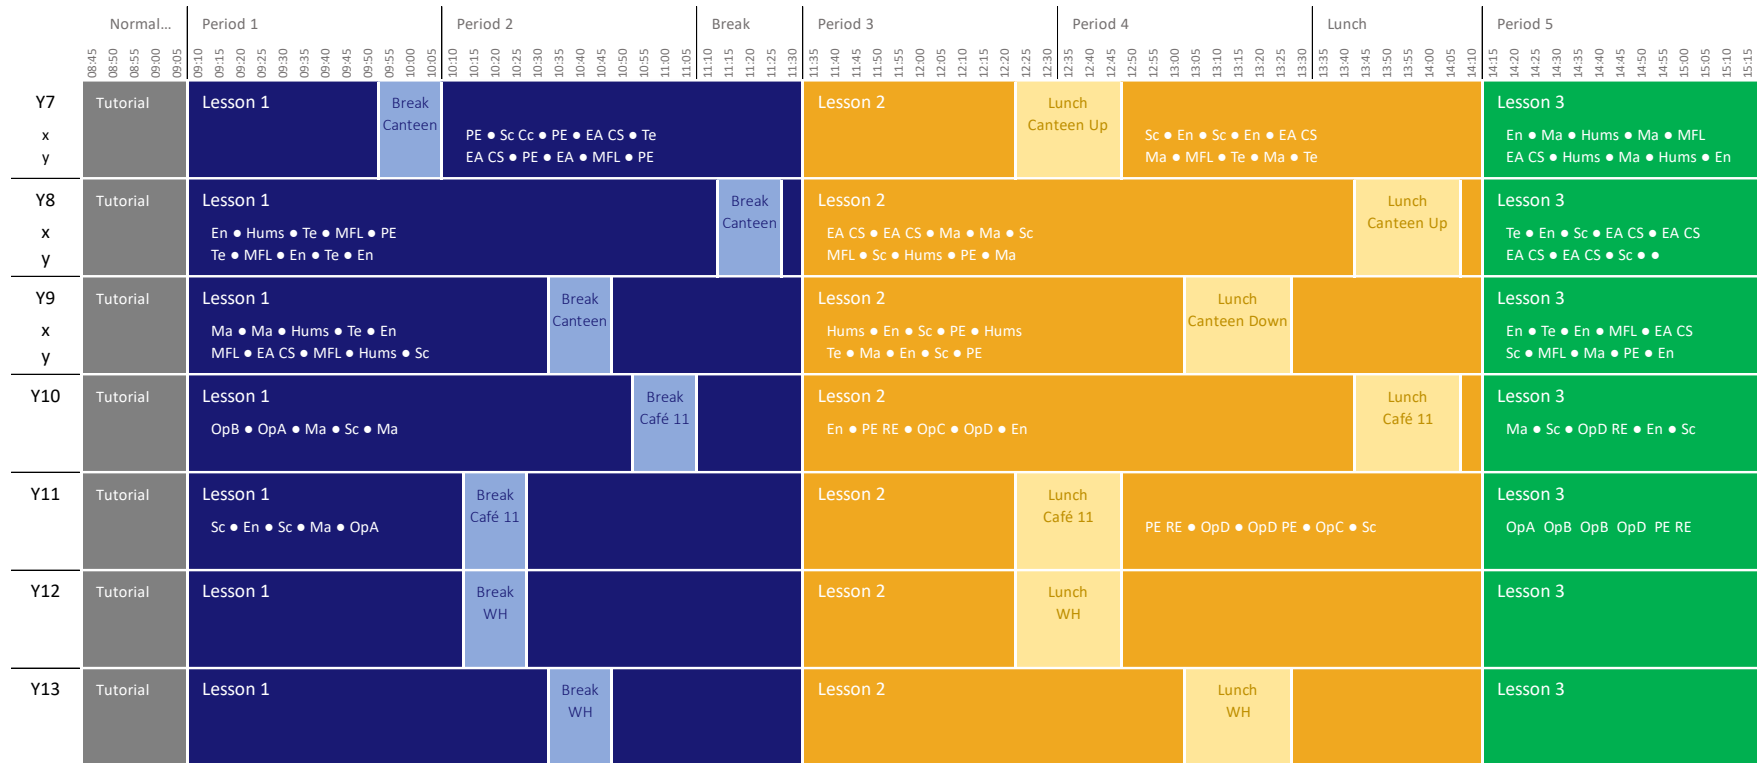 Normal... Period 1 Period 2 Break Period 3 Period 4 Lunch Period 5
08:45 08:50 08:55 09:00 09:05 09:10 09:15 09:20 09:25 09:30 09:35 09:40 09:45 09:50 09:55 10:00 10:05 10:10 10:15 10:20 10:25 10:30 10:35 10:40 10:45 10:50 10:55 11:00 11:05 11:10 11:15 11:20 11:25 11:30 11:35 11:40 11:45 11:50 11:55 12:00 12:05 12:10 12:15 12:20 12:25 12:30 12:35 12:40 12:45 12:50 12:55 13:00 13:05 13:10 13:15 13:20 13:25 13:30 13:35 13:40 13:45 13:50 13:55 14:00 14:05 14:10 14:15 14:20 14:25 14:30 14:35 14:40 14:45 14:50 14:55 15:00 15:05 15:10 15:15
Y7 Tutorial Lesson 1 Break Lesson 2 Lunch Lesson 3
Canteen Canteen Up
x PE ● Sc Cc ● PE ● EA CS ● Te Sc ● En ● Sc ● En ● EA CS En ● Ma ● Hums ● Ma ● MFL
y EA CS ● PE ● EA ● MFL ● PE Ma ● MFL ● Te ● Ma ● Te EA CS ● Hums ● Ma ● Hums ● En
Y8 Tutorial Lesson 1 Break Lesson 2 Lunch Lesson 3
Canteen Canteen Up
x En ● Hums ● Te ● MFL ● PE EA CS ● EA CS ● Ma ● Ma ● Sc Te ● En ● Sc ● EA CS ● EA CS
y Te ● MFL ● En ● Te ● En MFL ● Sc ● Hums ● PE ● Ma EA CS ● EA CS ● Sc ● ●
Y9 Tutorial Lesson 1 Break Lesson 2 Lunch Lesson 3
Canteen Canteen Down
x Ma ● Ma ● Hums ● Te ● En Hums ● En ● Sc ● PE ● Hums En ● Te ● En ● MFL ● EA CS
y MFL ● EA CS ● MFL ● Hums ● Sc Te ● Ma ● En ● Sc ● PE Sc ● MFL ● Ma ● PE ● En
Y10 Tutorial Lesson 1 Break Lesson 2 Lunch Lesson 3
Café 11 Café 11
OpB ● OpA ● Ma ● Sc ● Ma En ● PE RE ● OpC ● OpD ● En Ma ● Sc ● OpD RE ● En ● Sc
Y11 Tutorial Lesson 1 Break Lesson 2 Lunch Lesson 3
Café 11 Café 11
Sc ● En ● Sc ● Ma ● OpA PE RE ● OpD ● OpD PE ● OpC ● Sc OpA OpB OpB OpD PE RE
Y12 Tutorial Lesson 1 Break Lesson 2 Lunch Lesson 3
WH WH
Y13 Tutorial Lesson 1 Break Lesson 2 Lunch Lesson 3
WH WH